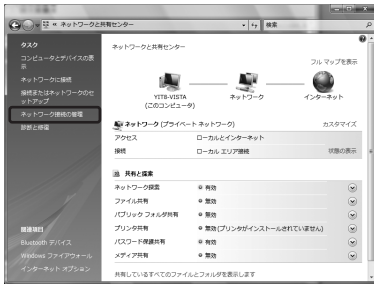 « ネットワークと共有センター
検索
タスク
コンピュータとデバイスの表示
ネットワークに接続
接続またはネットワークのセットアップ
ネットワーク接続の管理
診断と修復
関連項目
Bluetooth デバイス
Windows ファイアウォール
インターネット オプション
ネットワークと共有センター
フル マップを表示
YITB-VISTA
(このコンピュータ)
ネットワーク
インターネット
ネットワーク (プライベート ネットワーク)
カスタマイズ
アクセス
ローカルとインターネット
接続
ローカル エリア接続
状態の表示
共有と探索
ネットワーク探索
有効
ファイル共有
無効
パブリック フォルダ共有
無効
プリンタ共有
無効(プリンタがインストールされていません)
パスワード保護共有
有効
メディア共有
無効
共有しているすべてのファイルとフォルダを表示します